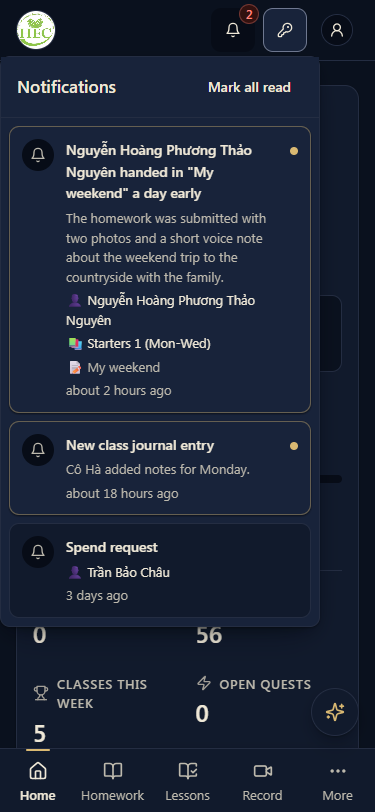 HEC
2
Notifications
Mark all read
Nguyễn Hoàng Phương Thảo
Nguyên handed in "My
weekend" a day early
The homework was submitted with
two photos and a short voice note
about the weekend trip to the
countryside with the family.
Nguyễn Hoàng Phương Thảo
Nguyên
Starters 1 (Mon-Wed)
My weekend
about 2 hours ago
New class journal entry
Cô Hà added notes for Monday.
about 18 hours ago
Spend request
Trần Bảo Châu
3 days ago
0
56
CLASSES THIS
WEEK
5
OPEN QUESTS
0
Home
Homework
Lessons
Record
More